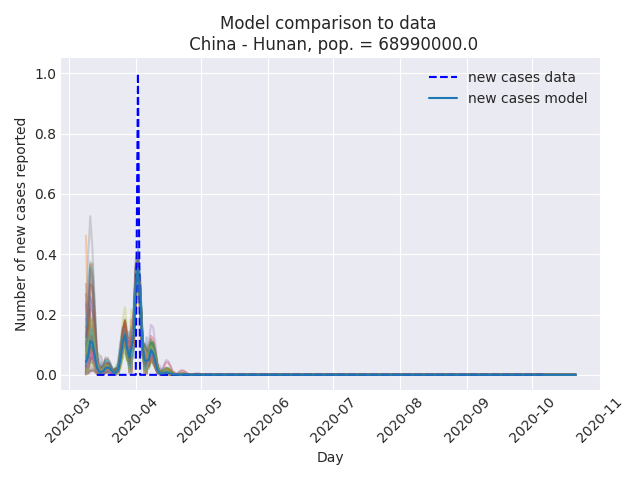 Model comparison to data
China - Hunan, pop. = 68990000.0
new cases data
new cases model
Number of new cases reported
1.0
0.8
0.6
0.4
0.2
0.0
2020-03
2020-04
2020-05
2020-06
2020-07
2020-08
2020-09
2020-10
2020-11
Day